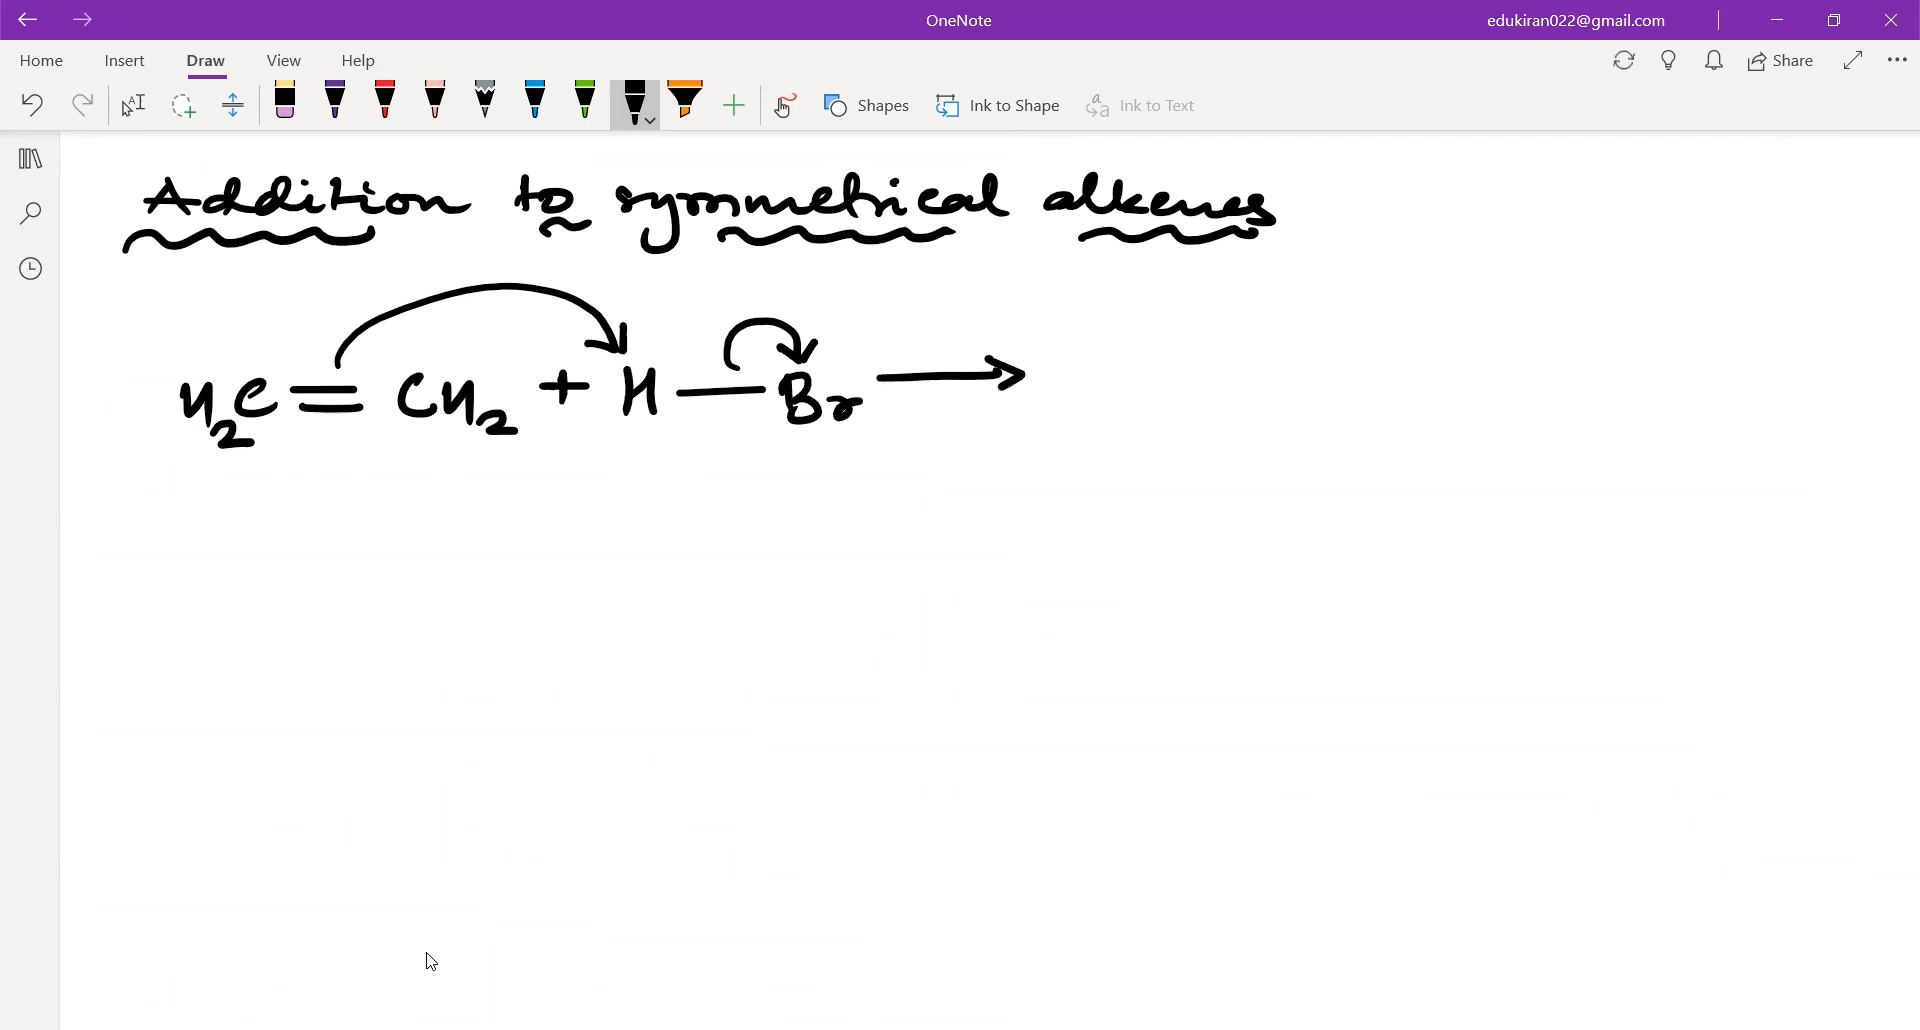 OneNote
edukiran022@gmail.com
Home Insert Draw View Help
Share
Shapes Ink to Shape Ink to Text
Addition to symmetrical alkenes
H2C = CH2 + H — Br →